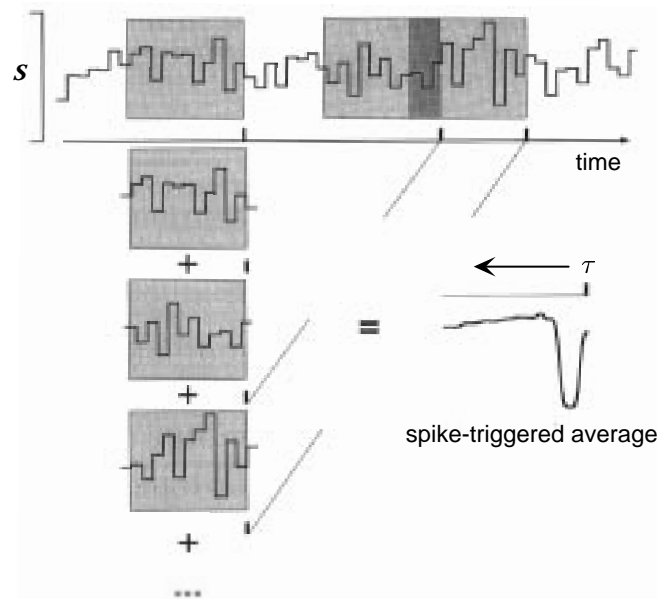 s
time
+
τ
+
=
spike-triggered average
+
...